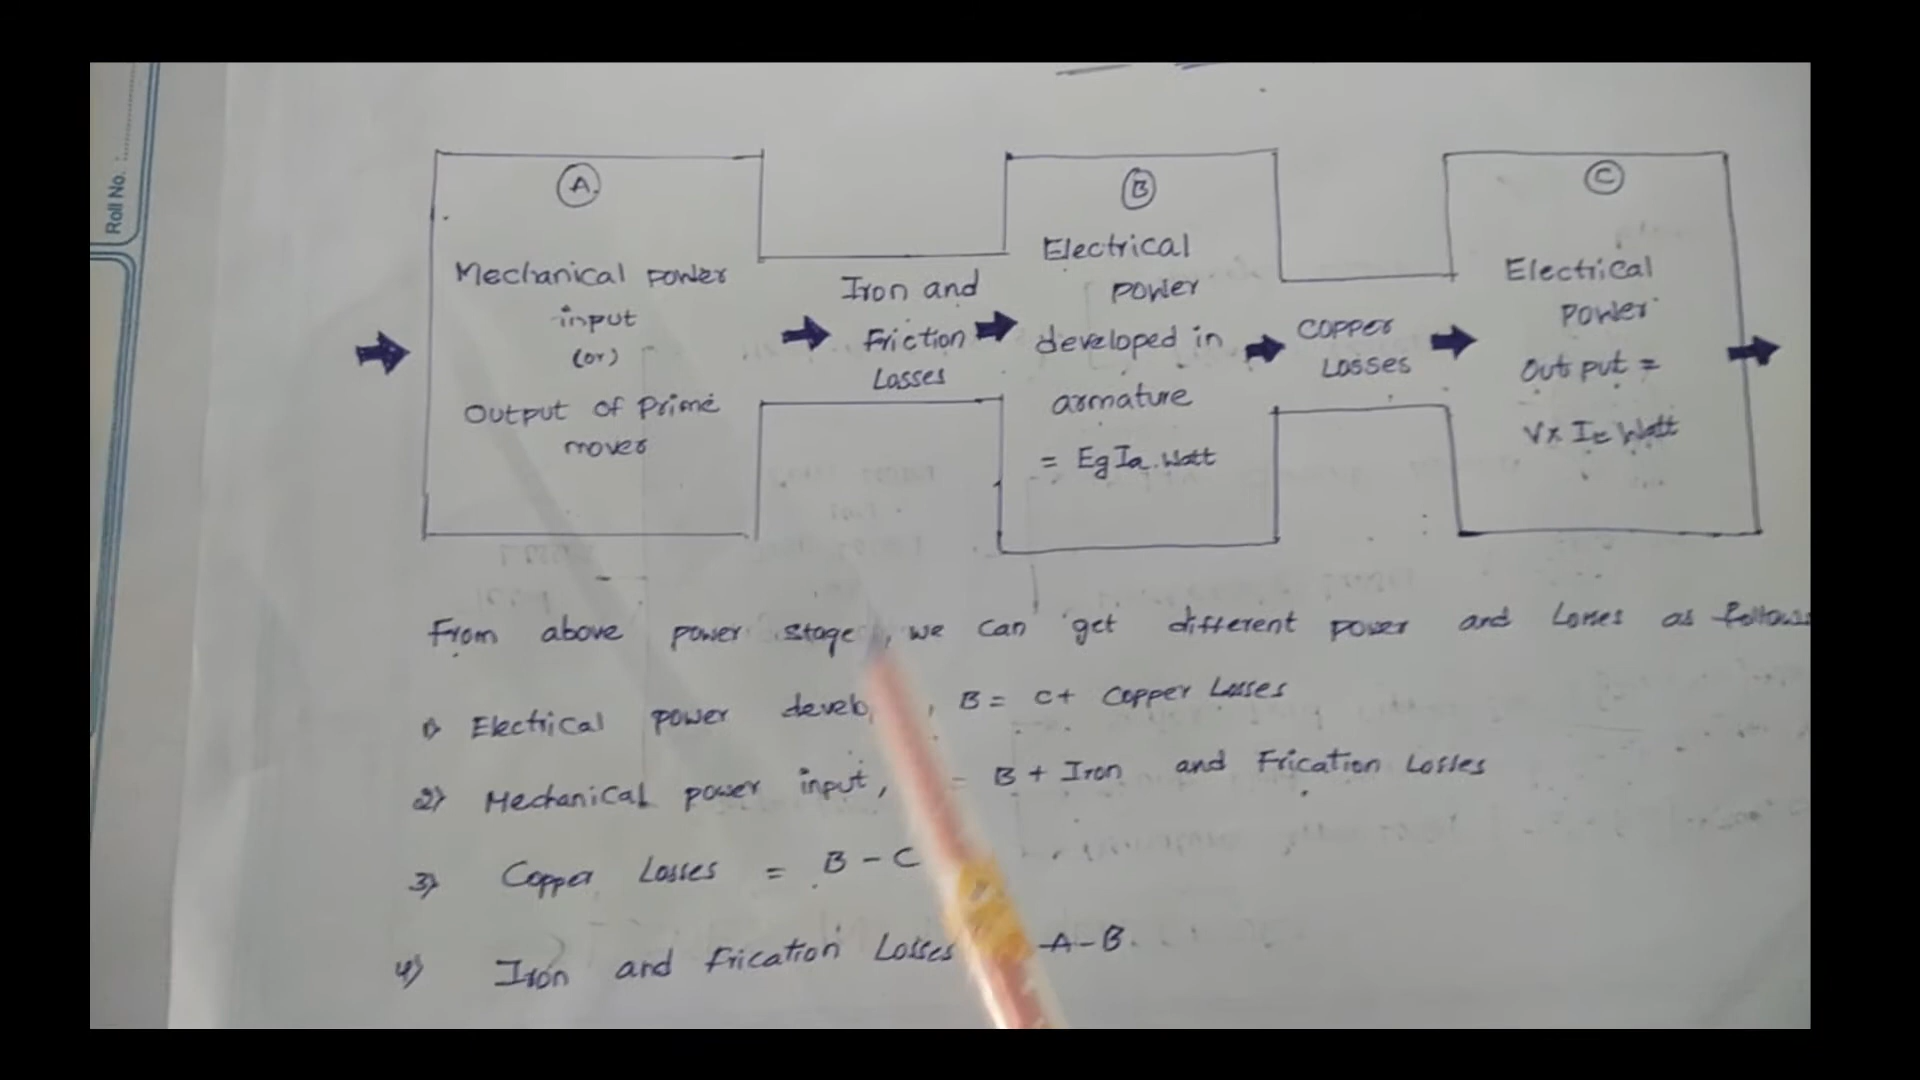 Roll No. :
A.
Mechanical power
input
(or)
Output of Prime
mover
Iron and
Friction
Losses
B
Electrical
power
developed in
armature
= Eg Ia. Watt
Copper
Losses
C
Electrical
Power
Output =
V x IL Watt
From above power stage, we can get different power and Losses as follows
1) Electrical power B = C + Copper Losses
2) Mechanical power input, = B + Iron and Frication Losses
3) Copper Losses = B - C
4) Iron and frication Losses A - B.